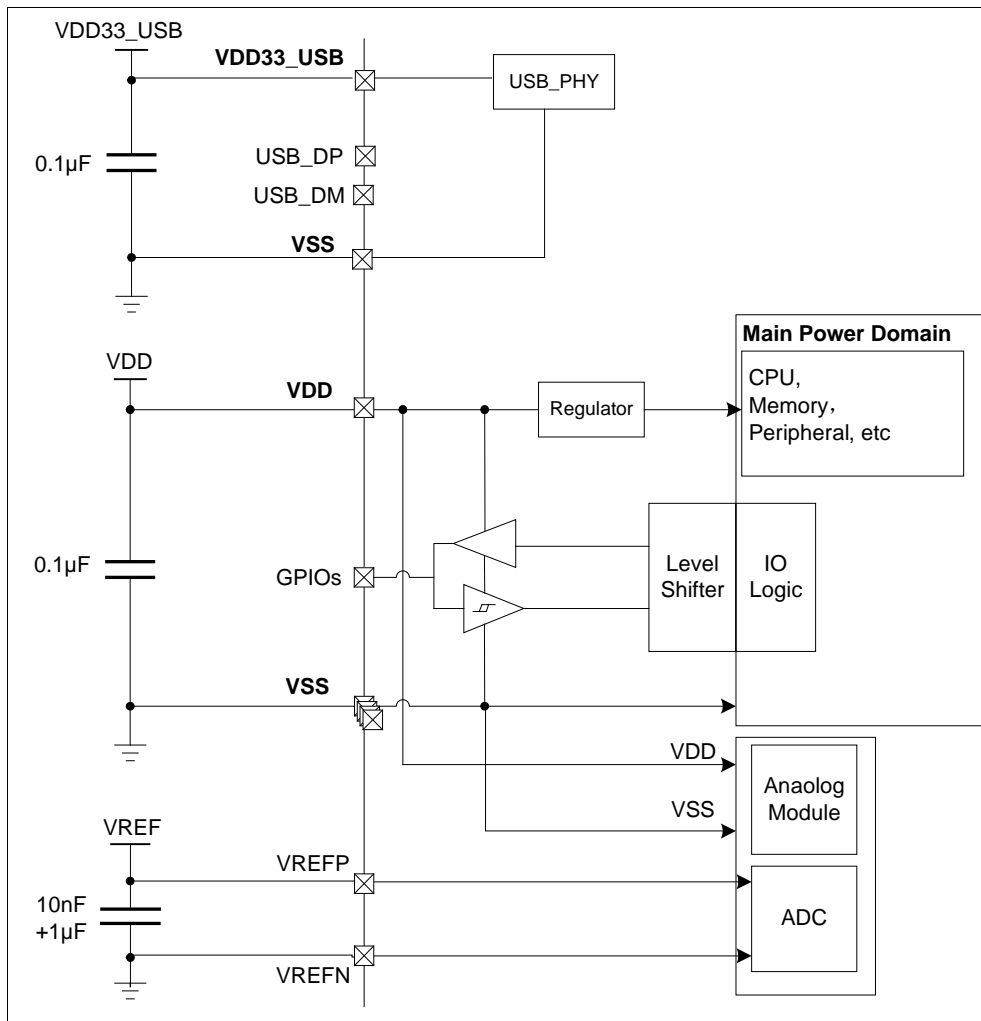 VDD33_USB
VDD33_USB
USB_PHY
0.1µF
USB_DP
USB_DM
VSS
Main Power Domain
VDD
VDD
Regulator
CPU,
Memory，
Peripheral, etc
0.1µF
GPIOs
Level
Shifter
IO
Logic
VSS
VDD
Anaolog
Module
VSS
VREF
VREFP
10nF
+1µF
ADC
VREFN